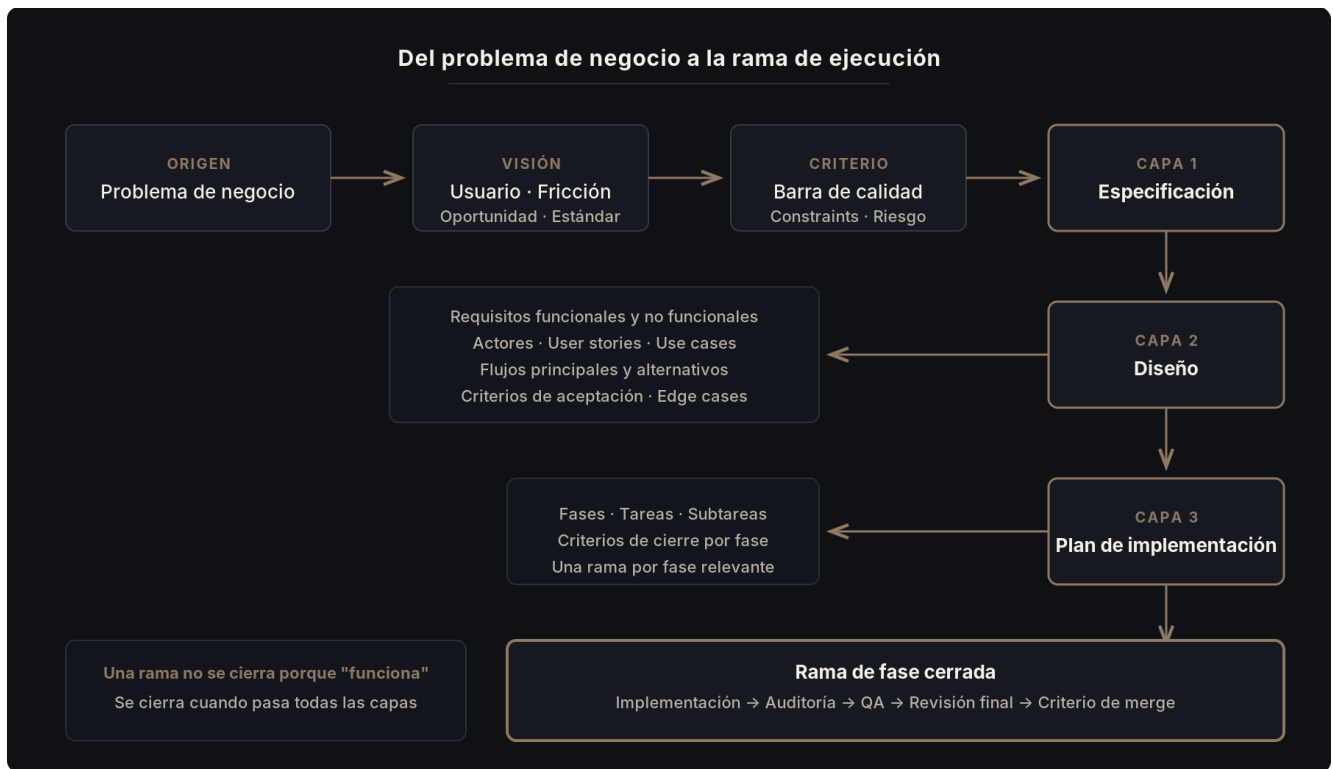 Del problema de negocio a la rama de ejecución
ORIGEN
Problema de negocio
VISIÓN
Usuario · Fricción
Oportunidad · Estándar
CRITERIO
Barra de calidad
Constraints · Riesgo
CAPA 1
Especificación
Requisitos funcionales y no funcionales
Actores · User stories · Use cases
Flujos principales y alternativos
Criterios de aceptación · Edge cases
CAPA 2
Diseño
Fases · Tareas · Subtareas
Criterios de cierre por fase
Una rama por fase relevante
CAPA 3
Plan de implementación
Una rama no se cierra porque "funciona"
Se cierra cuando pasa todas las capas
Rama de fase cerrada
Implementación → Auditoría → QA → Revisión final → Criterio de merge